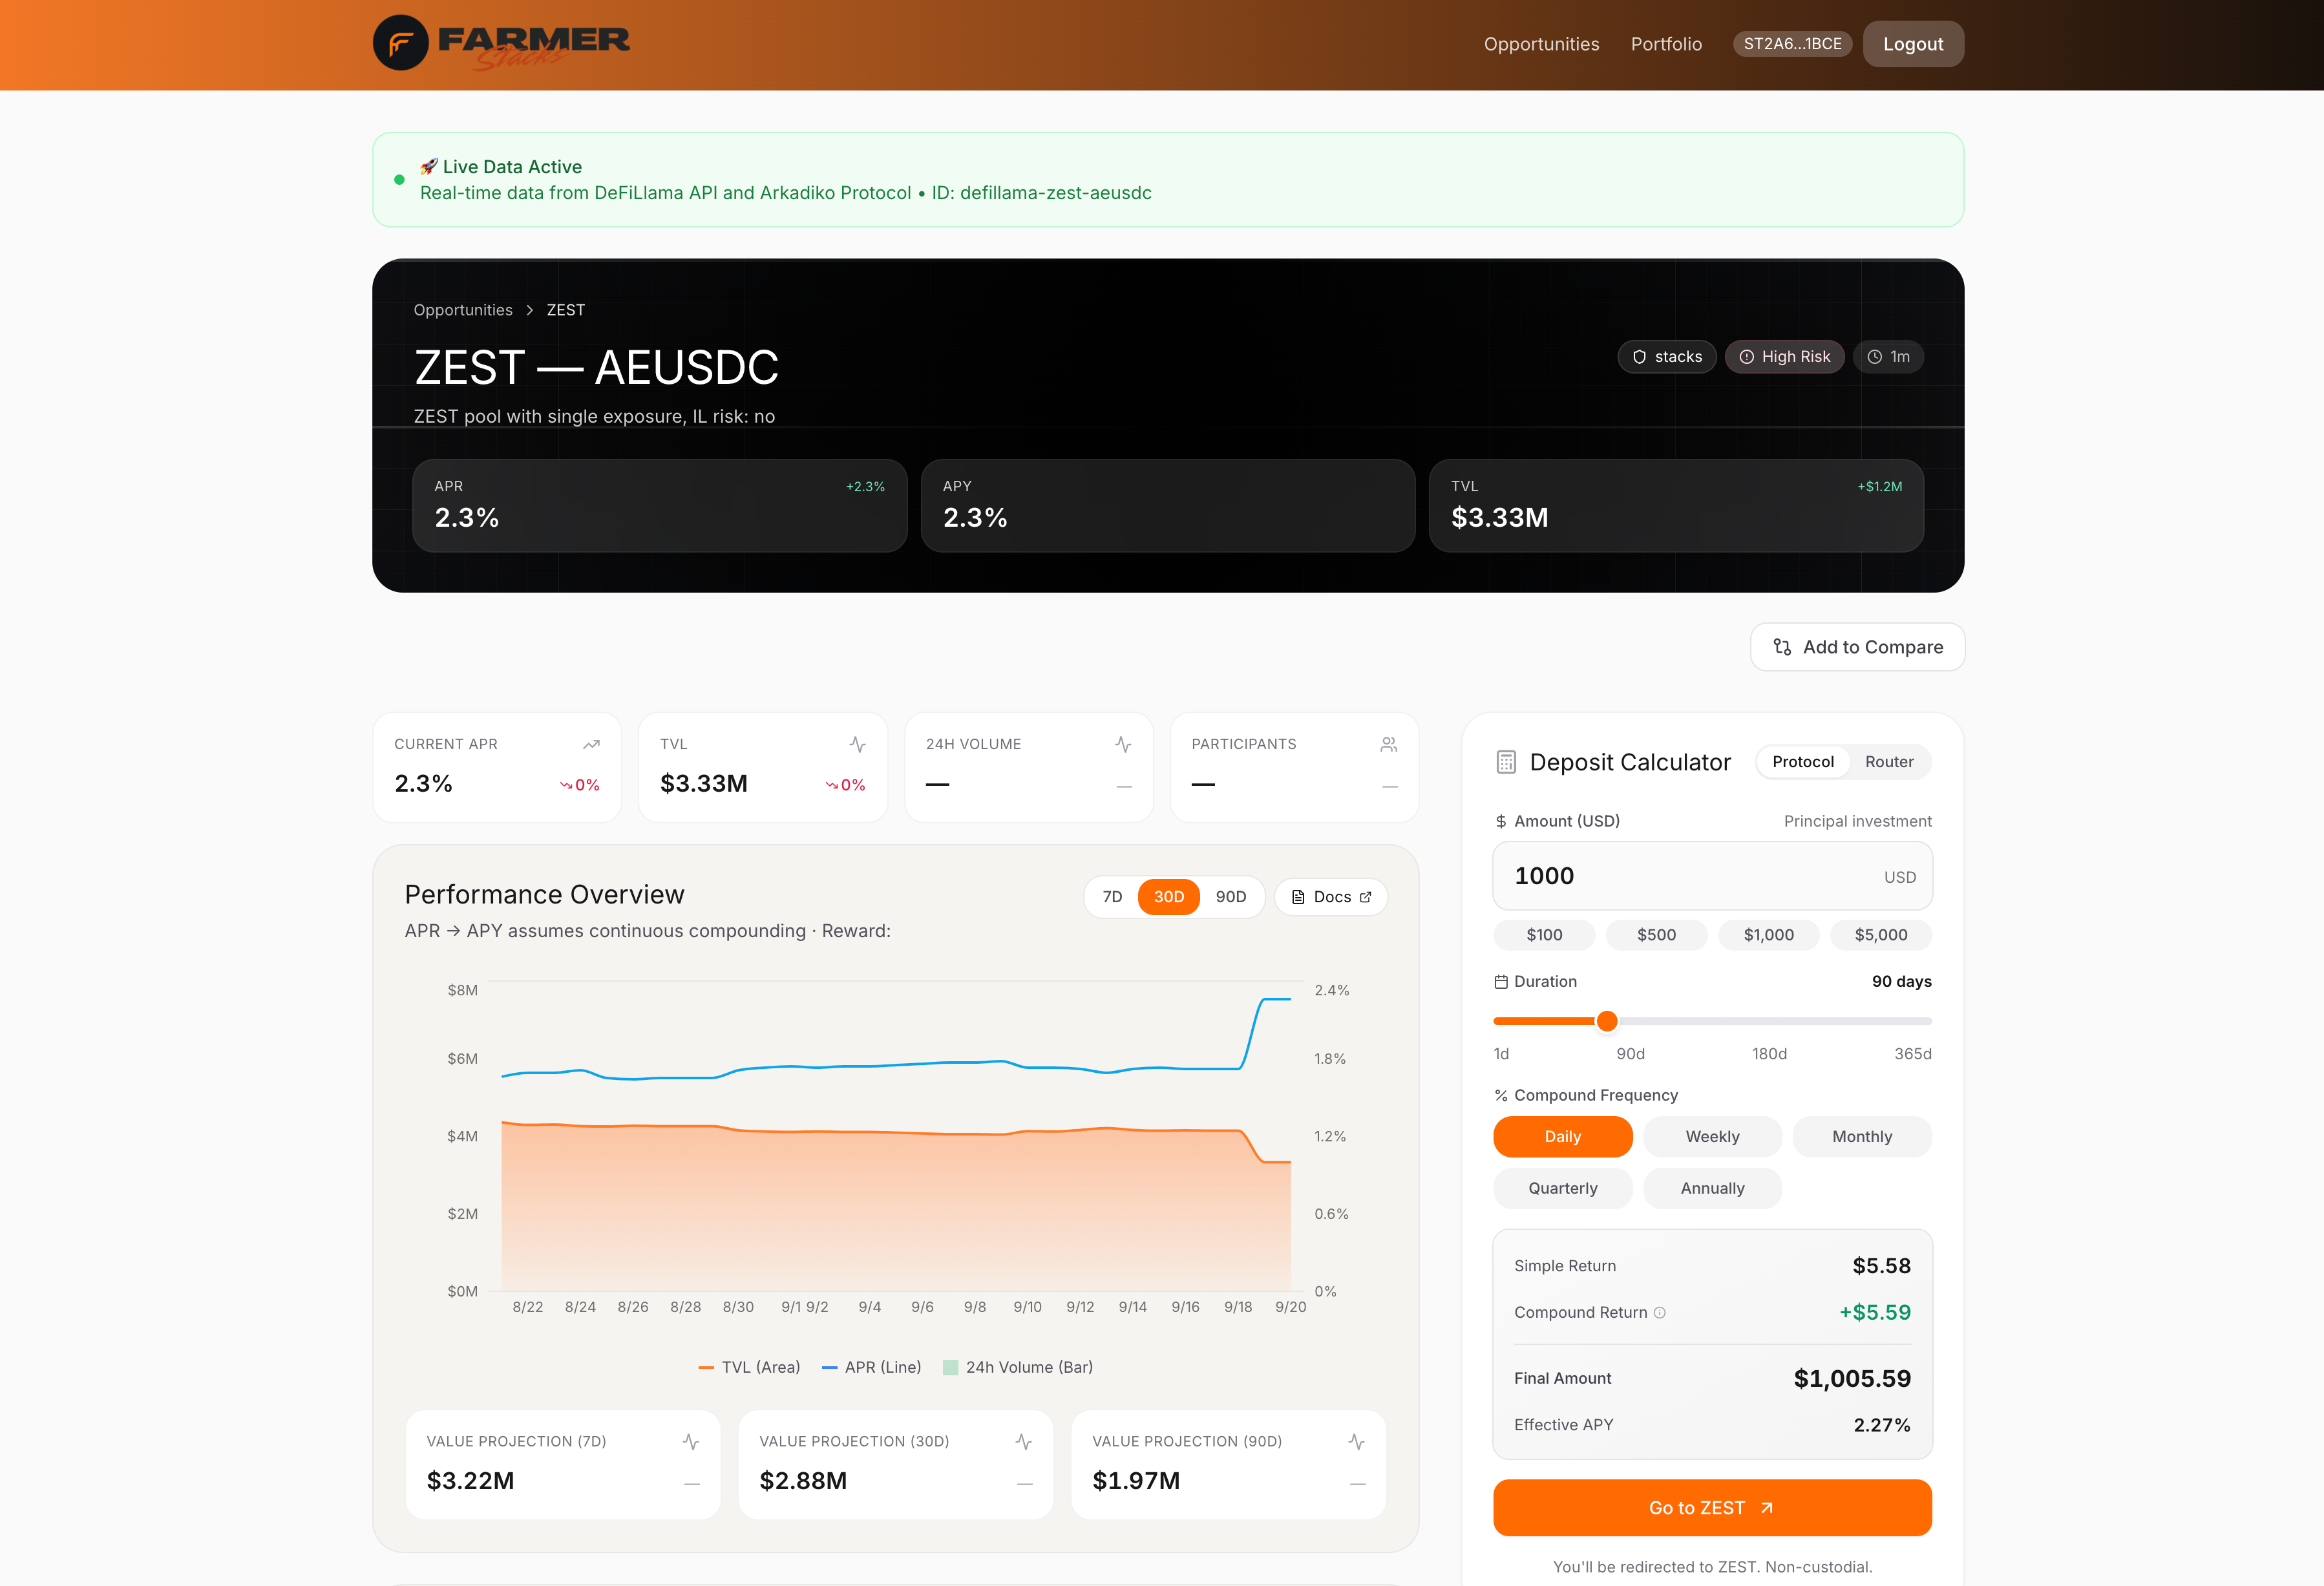 FARMER
Stacks
Opportunities
Portfolio
ST2A6...1BCE
Logout
🚀 Live Data Active
Real-time data from DeFiLlama API and Arkadiko Protocol • ID: defillama-zest-aeusdc
Opportunities > ZEST
ZEST — AEUSDC
stacks
High Risk
1m
ZEST pool with single exposure, IL risk: no
APR
+2.3%
2.3%
APY
2.3%
TVL
+$1.2M
$3.33M
Add to Compare
CURRENT APR
2.3%
0%
TVL
$3.33M
0%
24H VOLUME
—
—
PARTICIPANTS
—
—
Performance Overview
7D
30D
90D
Docs
APR → APY assumes continuous compounding · Reward:
$8M
$6M
$4M
$2M
$0M
2.4%
1.8%
1.2%
0.6%
0%
8/22 8/24 8/26 8/28 8/30 9/1 9/2 9/4 9/6 9/8 9/10 9/12 9/14 9/16 9/18 9/20
TVL (Area)
APR (Line)
24h Volume (Bar)
VALUE PROJECTION (7D)
$3.22M
—
VALUE PROJECTION (30D)
$2.88M
—
VALUE PROJECTION (90D)
$1.97M
—
Deposit Calculator
Protocol
Router
$ Amount (USD)
Principal investment
1000
USD
$100
$500
$1,000
$5,000
Duration
90 days
1d
90d
180d
365d
% Compound Frequency
Daily
Weekly
Monthly
Quarterly
Annually
Simple Return
$5.58
Compound Return
+$5.59
Final Amount
$1,005.59
Effective APY
2.27%
Go to ZEST
You'll be redirected to ZEST. Non-custodial.